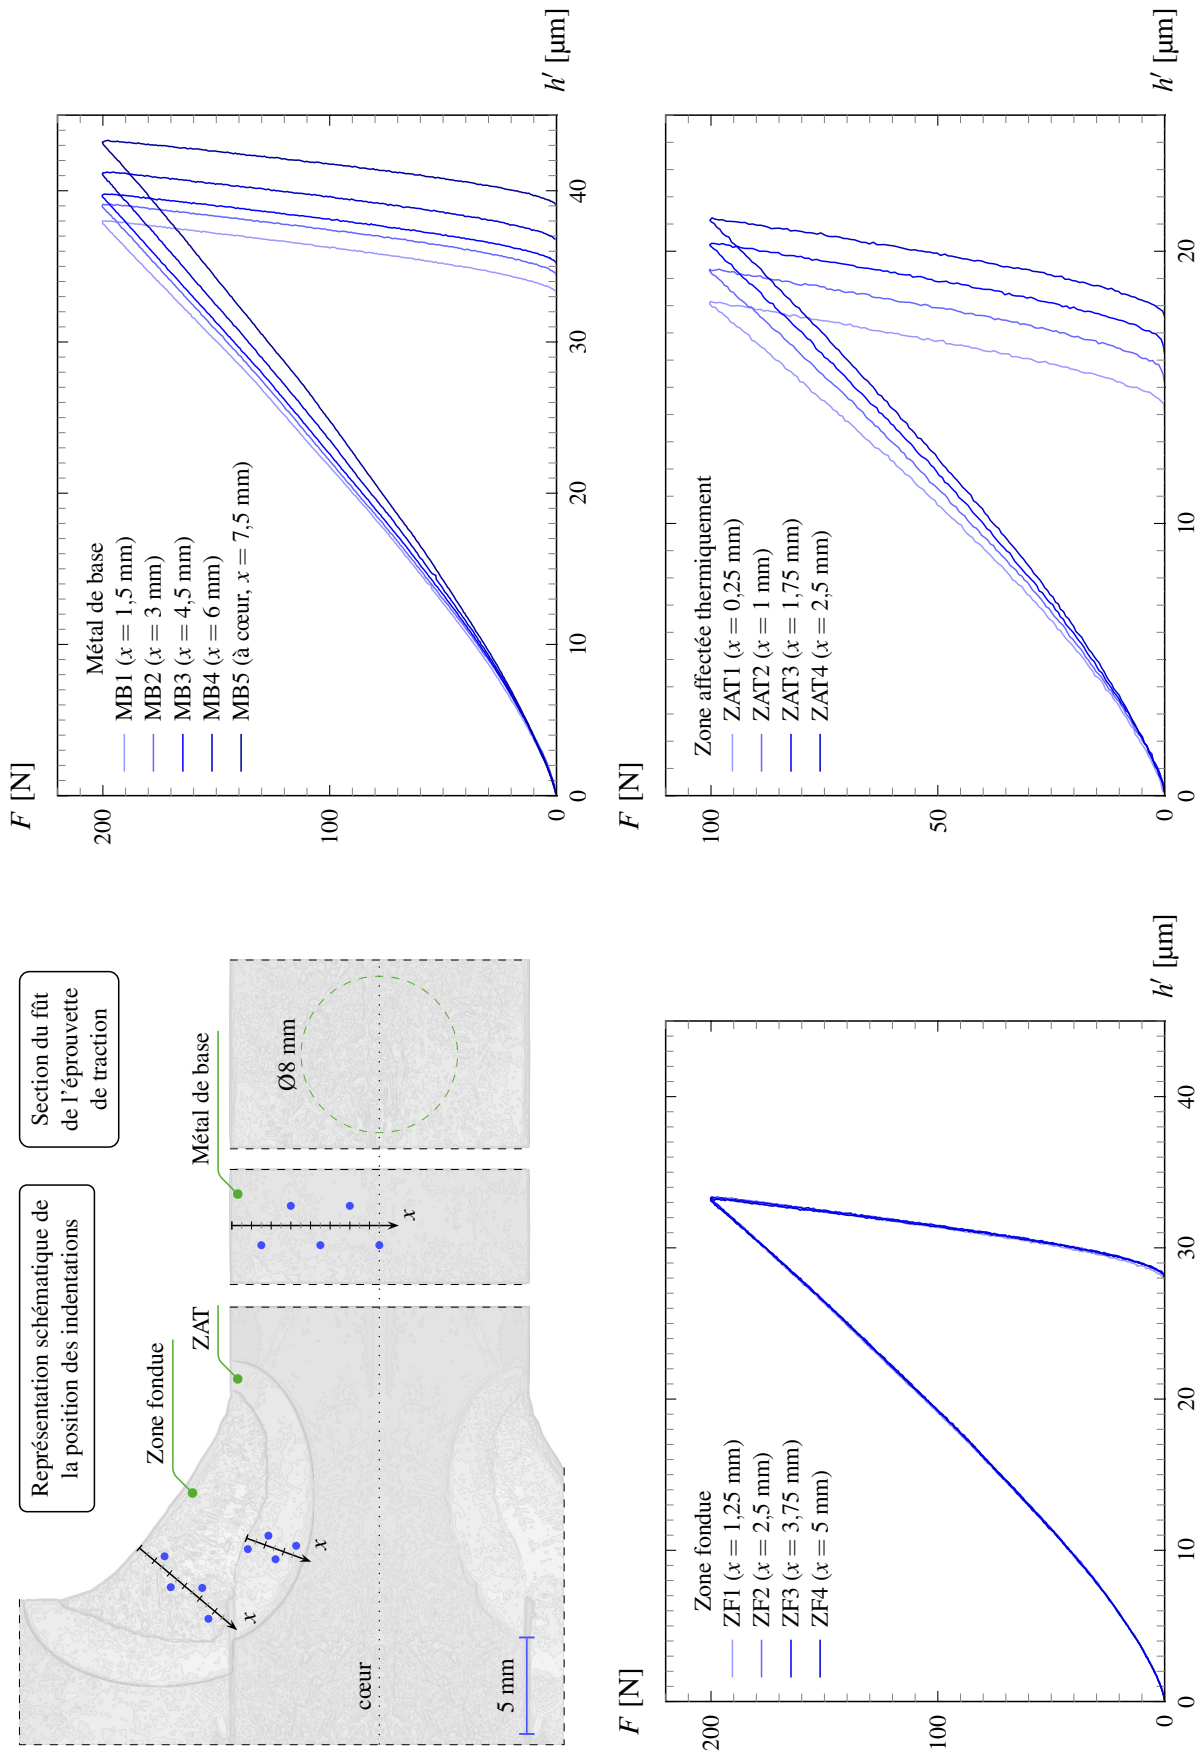 Représentation schématique de
la position des indentations
Section du fût
de l'éprouvette
de traction
Zone fondue
ZAT
Métal de base
Ø8 mm
x
x
cœur
5 mm
F [N]
200
100
0
0
10
20
30
40
h′ [µm]
Métal de base
MB1 (x = 1,5 mm)
MB2 (x = 3 mm)
MB3 (x = 4,5 mm)
MB4 (x = 6 mm)
MB5 (à cœur, x = 7,5 mm)
F [N]
200
100
0
0
10
20
30
40
h′ [µm]
Zone fondue
ZF1 (x = 1,25 mm)
ZF2 (x = 2,5 mm)
ZF3 (x = 3,75 mm)
ZF4 (x = 5 mm)
F [N]
100
50
0
0
10
20
h′ [µm]
Zone affectée thermiquement
ZAT1 (x = 0,25 mm)
ZAT2 (x = 1 mm)
ZAT3 (x = 1,75 mm)
ZAT4 (x = 2,5 mm)
x